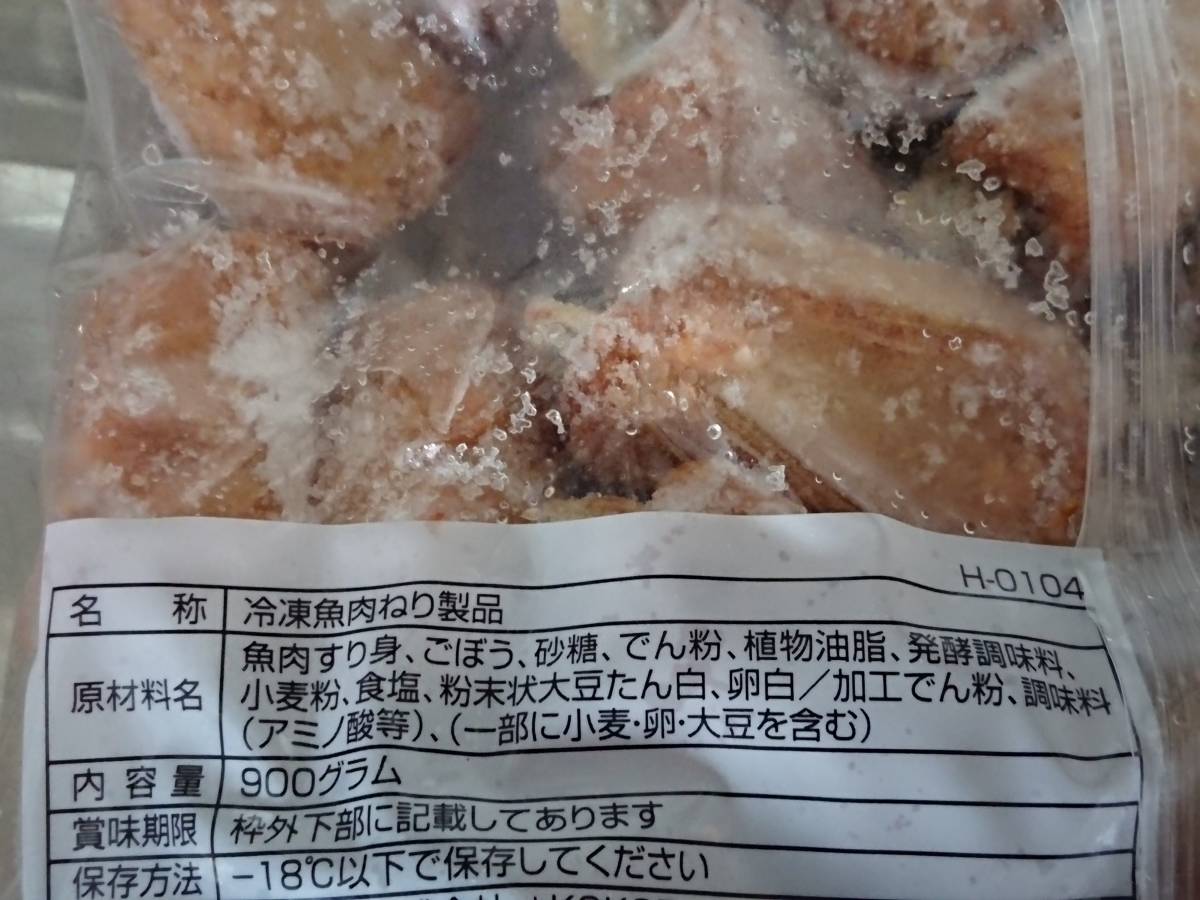 H-0104
名称 冷凍魚肉ねり製品
原材料名 魚肉すり身、ごぼう、砂糖、でん粉、植物油脂、発酵調味料、
小麦粉、食塩、粉末状大豆たん白、卵白/加工でん粉、調味料
(アミノ酸等)、(一部に小麦・卵・大豆を含む)
内容量 900グラム
賞味期限 枠外下部に記載してあります
保存方法 -18℃以下で保存してください